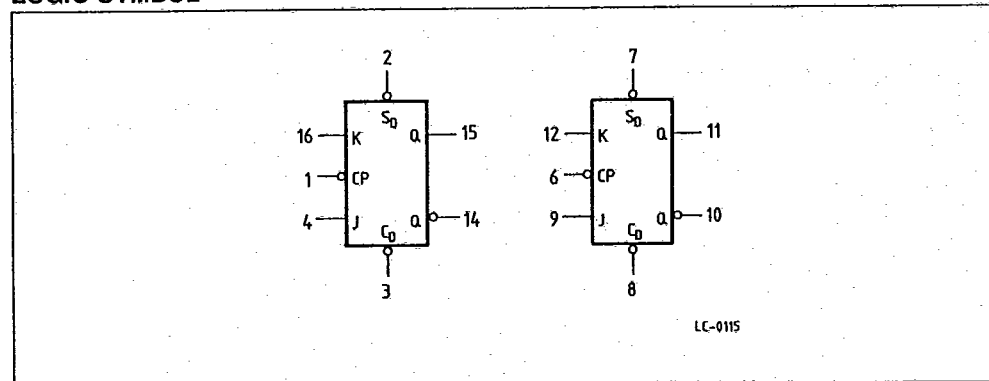 LOGIC SYMBOL
2 7
S_D S_D
16 K Q 15 12 K Q 11
1 CP 6 CP
4 J Q 14 9 J Q 10
C_D C_D
3 8
LC-0115